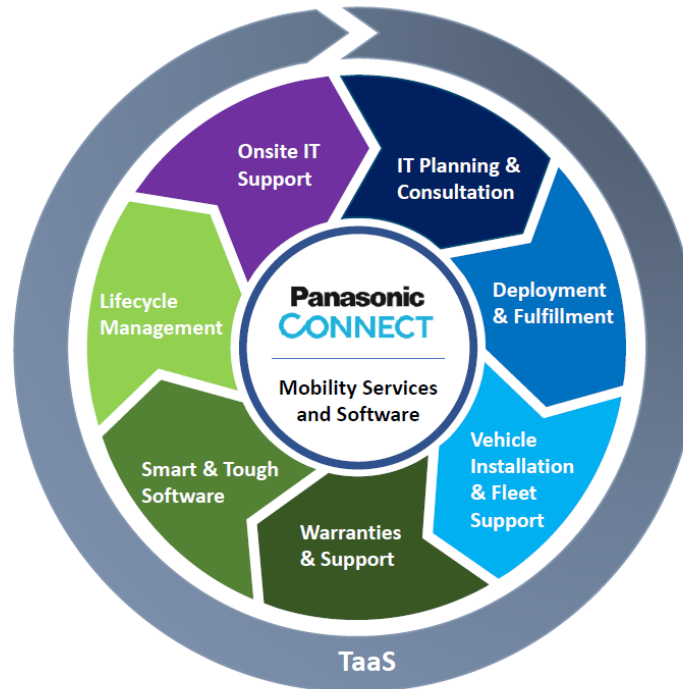 Onsite IT
Support
IT Planning &
Consultation
Deployment
& Fulfillment
Vehicle
Installation
& Fleet
Support
Warranties
& Support
Smart & Tough
Software
Lifecycle
Management
Panasonic
CONNECT
Mobility Services
and Software
TaaS